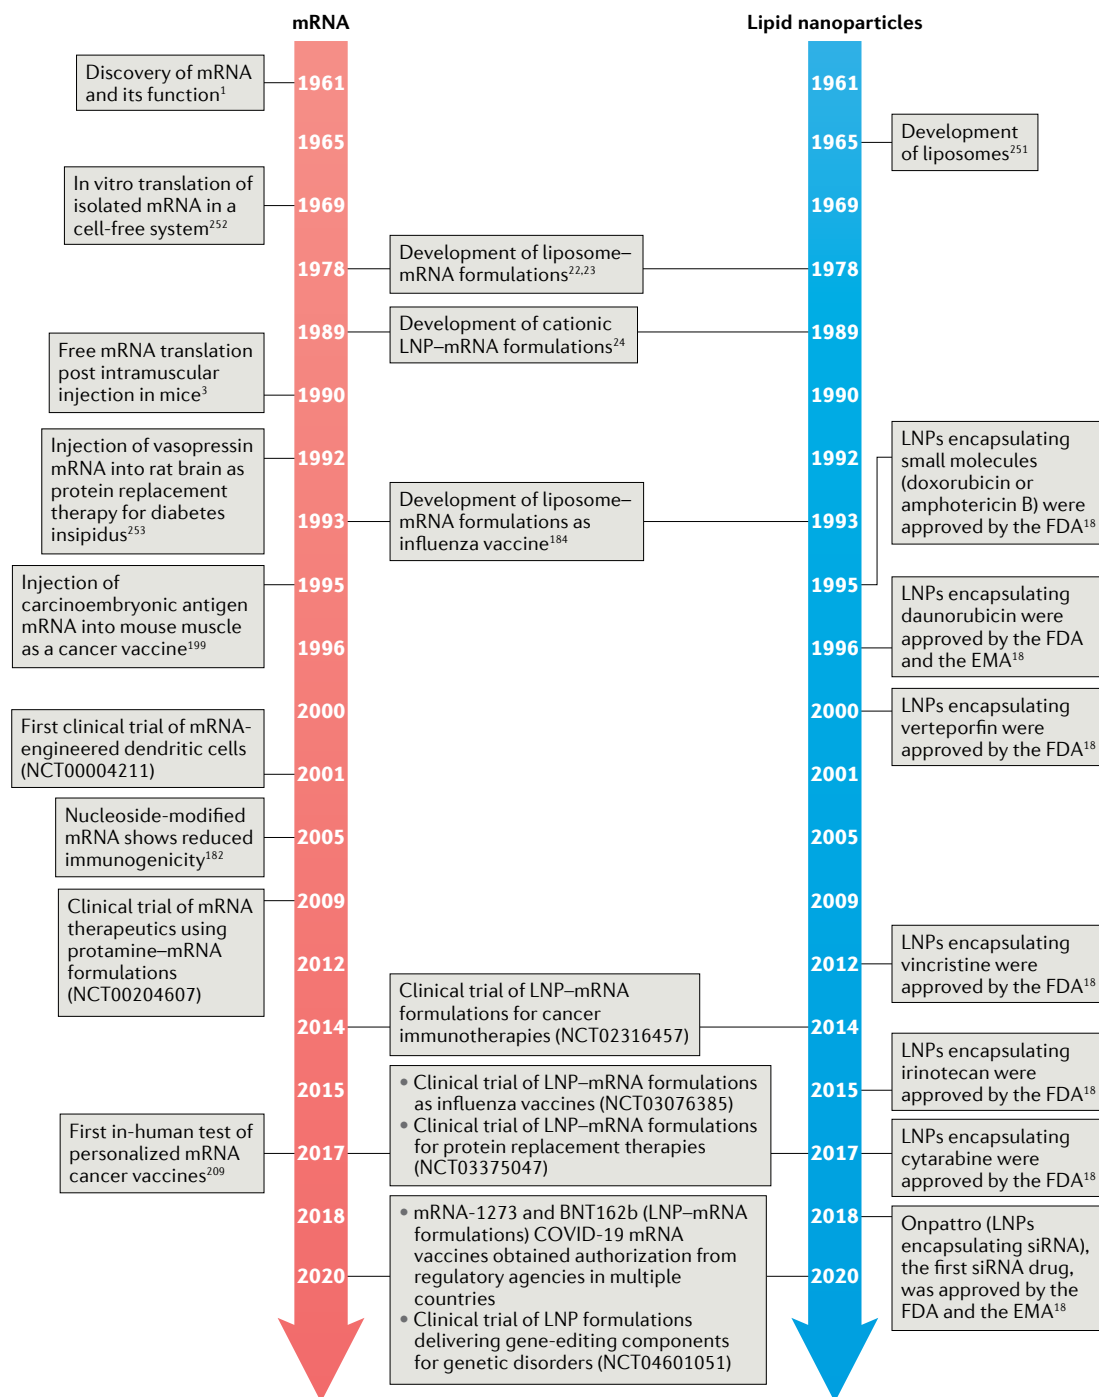 mRNA
Lipid nanoparticles
Discovery of mRNA
and its function¹
1961
1961
1965
1965
Development
of liposomes²⁵¹
In vitro translation of
isolated mRNA in a
cell-free system²⁵²
1969
1969
1978
Development of liposome–
mRNA formulations²²,²³
1978
1989
Development of cationic
LNP–mRNA formulations²⁴
1989
Free mRNA translation
post intramuscular
injection in mice³
1990
1990
Injection of vasopressin
mRNA into rat brain as
protein replacement
therapy for diabetes
insipidus²⁵³
1992
1992
LNPs encapsulating
small molecules
(doxorubicin or
amphotericin B) were
approved by the FDA¹⁸
1993
Development of liposome–
mRNA formulations as
influenza vaccine¹⁸⁴
1993
Injection of
carcinoembryonic antigen
mRNA into mouse muscle
as a cancer vaccine¹⁹⁹
1995
1995
LNPs encapsulating
daunorubicin were
approved by the FDA
and the EMA¹⁸
1996
1996
2000
2000
LNPs encapsulating
verteporfin were
approved by the FDA¹⁸
First clinical trial of mRNA-
engineered dendritic cells
(NCT00004211)
2001
2001
Nucleoside-modified
mRNA shows reduced
immunogenicity¹⁸²
2005
2005
Clinical trial of mRNA
therapeutics using
protamine–mRNA
formulations
(NCT00204607)
2009
2009
2012
2012
LNPs encapsulating
vincristine were
approved by the FDA¹⁸
2014
Clinical trial of LNP–mRNA
formulations for cancer
immunotherapies (NCT02316457)
2014
2015
2015
LNPs encapsulating
irinotecan were
approved by the FDA¹⁸
First in-human test of
personalized mRNA
cancer vaccines²⁰⁹
2017
• Clinical trial of LNP–mRNA formulations
as influenza vaccines (NCT03076385)
• Clinical trial of LNP–mRNA formulations
for protein replacement therapies
(NCT03375047)
2017
LNPs encapsulating
cytarabine were
approved by the FDA¹⁸
2018
2018
Onpattro (LNPs
encapsulating siRNA),
the first siRNA drug,
was approved by the
FDA and the EMA¹⁸
2020
• mRNA-1273 and BNT162b (LNP–mRNA
formulations) COVID-19 mRNA
vaccines obtained authorization from
regulatory agencies in multiple
countries
• Clinical trial of LNP formulations
delivering gene-editing components
for genetic disorders (NCT04601051)
2020